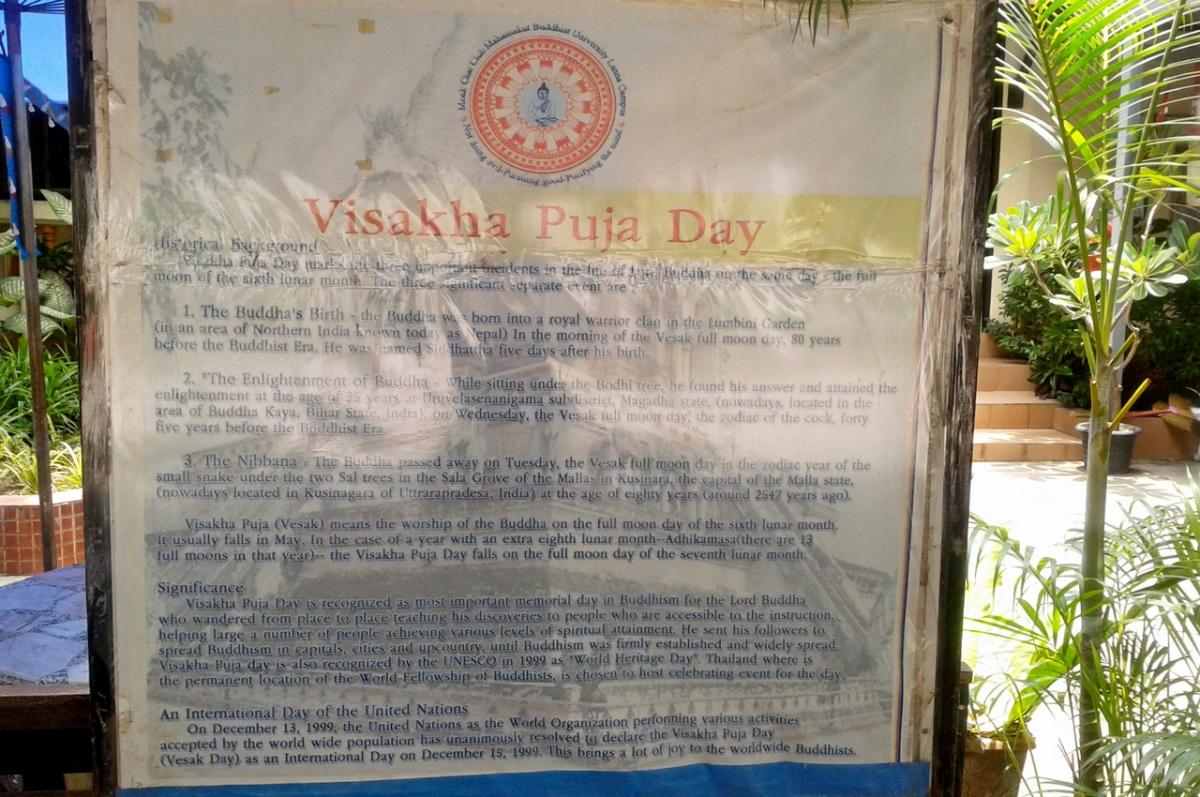 Mahamakut Buddhist University Lanna Campus
Not doing evil-Pursuing good-Purifying the mind
Visakha Puja Day
Historical Background
Visakha Puja Day marks the three important incidents in the life of Lord Buddha on the same day - the full
moon of the sixth lunar month. The three significant separate event are
1. The Buddha's Birth - the Buddha was born into a royal warrior clan in the Lumbini Garden
(in an area of Northern India known today as Nepal) In the morning of the Vesak full moon day, 80 years
before the Buddhist Era. He was named Siddhattha five days after his birth.
2. "The Enlightenment of Buddha - While sitting under the Bodhi tree, he found his answer and attained the
enlightenment at the age of 35 years at Uruvelasenanigama subdistrict, Magadha state, (nowadays, located in the
area of Buddha Kaya, Bihar State, India), on Wednesday, the Vesak full moon day, the zodiac of the cock, forty
five years before the Buddhist Era.
3. The Nibbana - The Buddha passed away on Tuesday, the Vesak full moon day in the zodiac year of the
small snake under the two Sal trees in the Sala Grove of the Mallas in Kusinara, the capital of the Malla state,
(nowadays located in Kusinagara of Uttrarapradesa, India) at the age of eighty years (around 2547 years ago).
Visakha Puja (Vesak) means the worship of the Buddha on the full moon day of the sixth lunar month.
It usually falls in May. In the case of a year with an extra eighth lunar month--Adhikamasa(there are 13
full moons in that year)-- the Visakha Puja Day falls on the full moon day of the seventh lunar month.
Significance
Visakha Puja Day is recognized as most important memorial day in Buddhism for the Lord Buddha
who wandered from place to place teaching his discoveries to people who are accessible to the instruction,
helping large a number of people achieving various levels of spiritual attainment. He sent his followers to
spread Buddhism in capitals, cities and upcountry, until Buddhism was firmly established and widely spread.
Visakha Puja day is also recognized by the UNESCO in 1999 as "World Heritage Day". Thailand where is
the permanent location of the World Fellowship of Buddhists, is chosen to host celebrating event for the day.
An International Day of the United Nations
On December 13, 1999, the United Nations as the World Organization performing various activities
accepted by the world wide population has unanimously resolved to declare the Visakha Puja Day
(Vesak Day) as an International Day on December 15, 1999. This brings a lot of joy to the worldwide Buddhists.